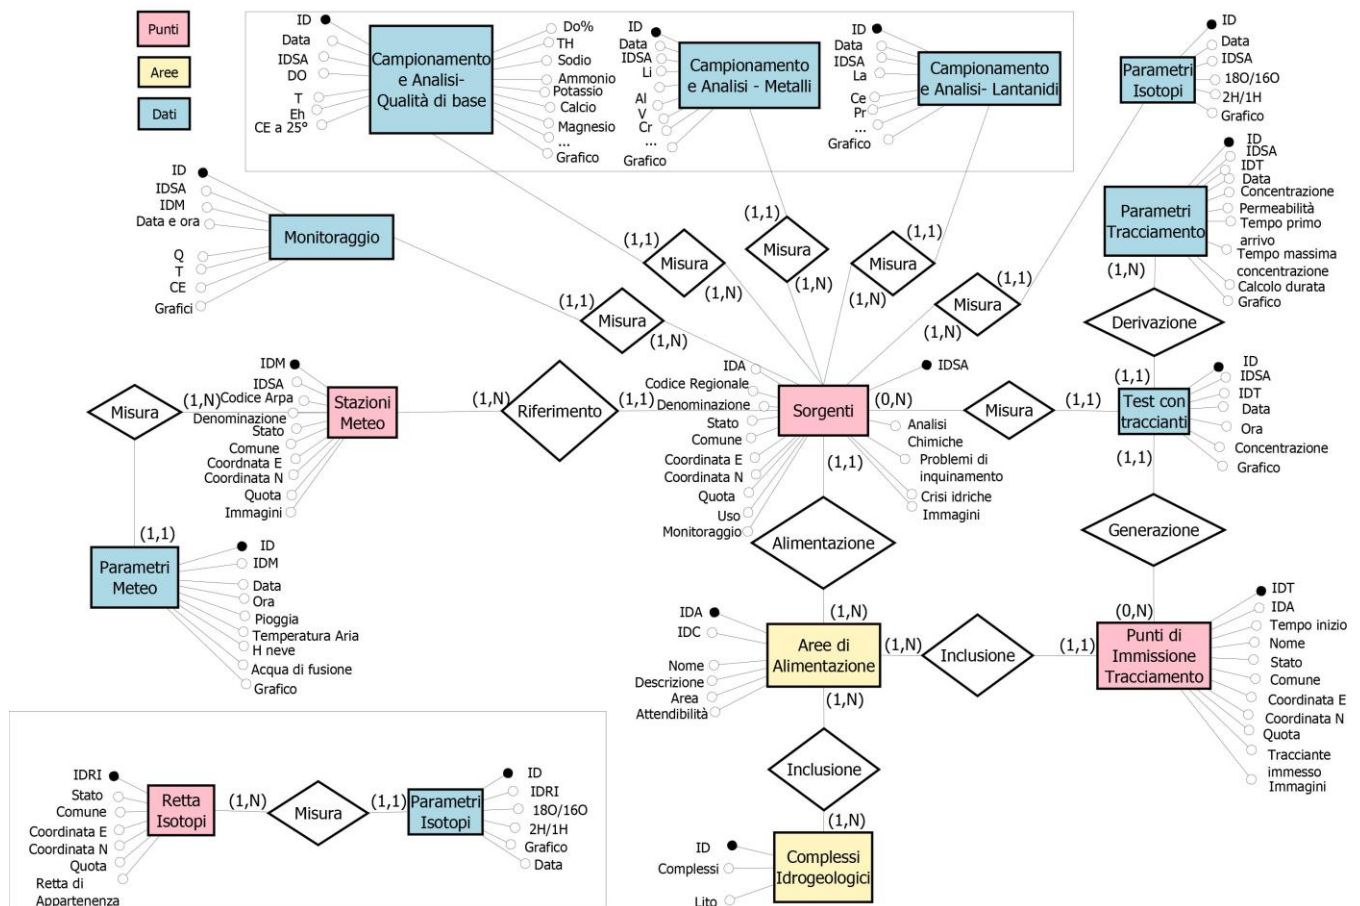 Punti
Aree
Dati
ID
Data
IDSA
DO
T
Eh
CE a 25°
Campionamento
e Analisi-
Qualità di base
Do%
TH
Sodio
Ammonio
Potassio
Calcio
Magnesio
...
Grafico
ID
Data
IDSA
Li
Al
V
Cr
...
Grafico
Campionamento
e Analisi - Metalli
ID
Data
IDSA
La
Ce
Pr
...
Grafico
Campionamento
e Analisi- Lantanidi
Parametri
Isotopi
ID
Data
IDSA
18O/16O
2H/1H
Grafico
ID
IDSA
IDM
Data e ora
Q
T
CE
Grafici
Monitoraggio
Parametri
Tracciamento
ID
IDSA
IDT
Data
Concentrazione
Permeabilità
Tempo primo
arrivo
Tempo massima
concentrazione
Calcolo durata
Grafico
(1,1)
Misura
(1,N)
(1,1)
Misura
(1,N)
(1,1)
Misura
(1,N)
(1,1)
Misura
(1,N)
(1,1)
Misura
(1,N)
(1,N)
Derivazione
(1,1)
Misura
(1,N)
IDM
IDSA
Codice Arpa
Denominazione
Stato
Comune
Coordnata E
Coordinata N
Quota
Immagini
Stazioni
Meteo
(1,N)
Riferimento
(1,1)
IDA
Codice Regionale
Denominazione
Stato
Comune
Coordinata E
Coordinata N
Quota
Uso
Monitoraggio
Sorgenti
IDSA
Analisi
Chimiche
Problemi di
inquinamento
Crisi idriche
Immagini
(0,N)
Misura
(1,1)
Test con
traccianti
ID
IDSA
IDT
Data
Ora
Concentrazione
Grafico
(1,1)
Generazione
(0,N)
(1,1)
Alimentazione
(1,N)
(1,1)
Parametri
Meteo
ID
IDM
Data
Ora
Pioggia
Temperatura Aria
H neve
Acqua di fusione
Grafico
IDA
IDC
Nome
Descrizione
Area
Attendibilità
Aree di
Alimentazione
(1,N)
Inclusione
(1,1)
Punti di
Immissione
Tracciamento
IDT
IDA
Tempo inizio
Nome
Stato
Comune
Coordinata E
Coordinata N
Quota
Tracciante
immesso
Immagini
(1,N)
Inclusione
(1,N)
ID
Complessi
Lito
Complessi
Idrogeologici
IDRI
Stato
Comune
Coordinata E
Coordinata N
Quota
Retta di
Appartenenza
Retta
Isotopi
(1,N)
Misura
(1,1)
Parametri
Isotopi
ID
IDRI
18O/16O
2H/1H
Grafico
Data